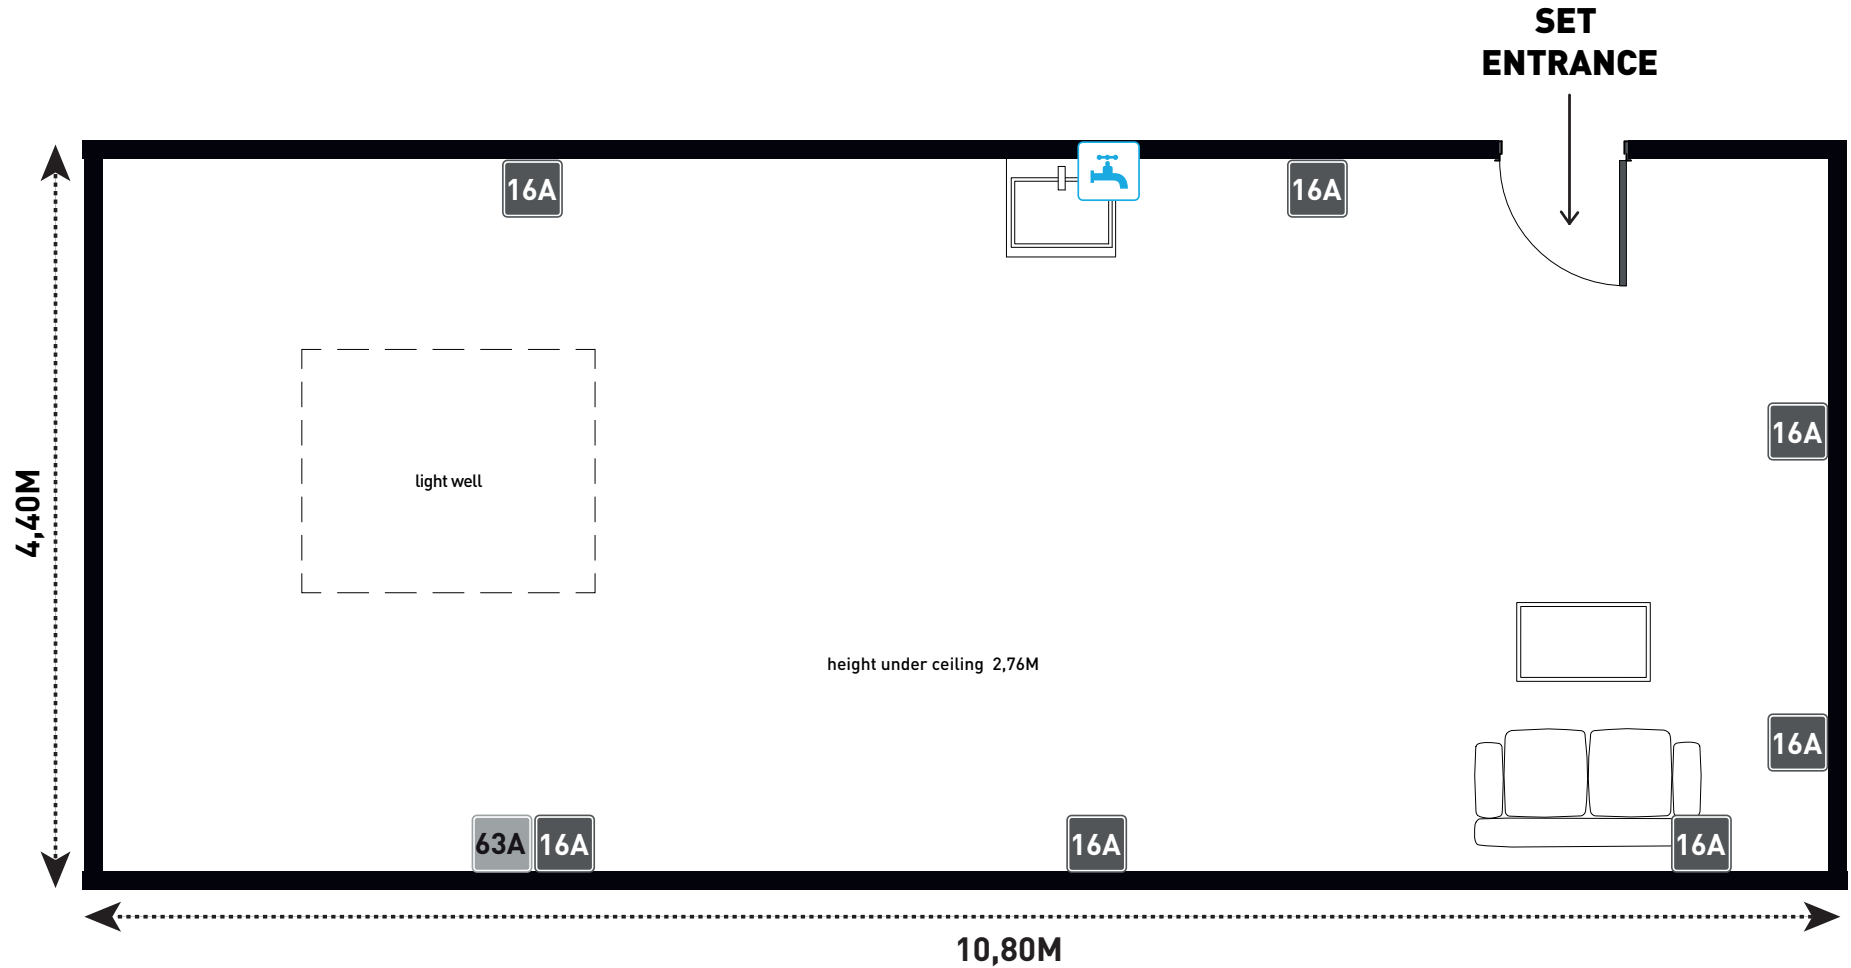 SET
ENTRANCE
16A
16A
16A
4,40M
light well
height under ceiling 2,76M
16A
63A
16A
16A
16A
10,80M